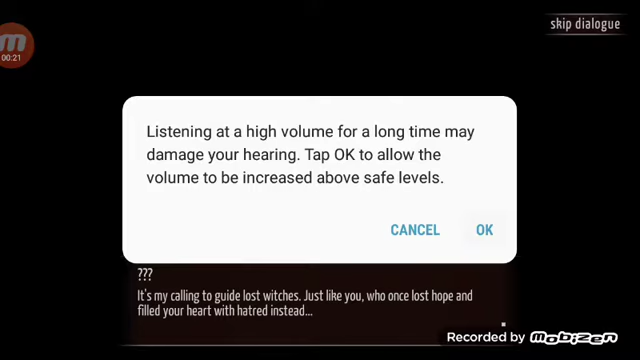 skip dialogue
m
00:21
Listening at a high volume for a long time may
damage your hearing. Tap OK to allow the
volume to be increased above safe levels.
CANCEL OK
???
It's my calling to guide lost witches. Just like you, who once lost hope and
filled your heart with hatred instead...
Recorded by mobizen